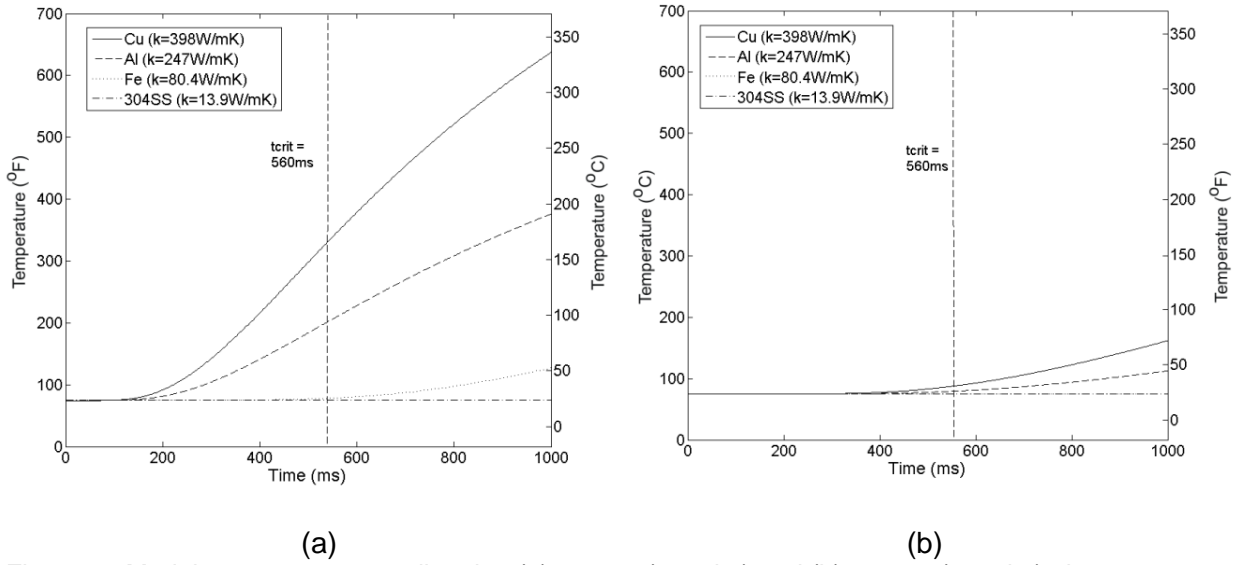 700
600
500
400
300
200
100
0
Temperature (°F)
Cu (k=398W/mK)
Al (k=247W/mK)
Fe (k=80.4W/mK)
304SS (k=13.9W/mK)
tcrit =
560ms
350
300
250
200
150
100
50
0
Temperature (°C)
0 200 400 600 800 1000
Time (ms)
(a)
700
600
500
400
300
200
100
0
Temperature (°C)
Cu (k=398W/mK)
Al (k=247W/mK)
Fe (k=80.4W/mK)
304SS (k=13.9W/mK)
tcrit =
560ms
350
300
250
200
150
100
50
0
Temperature (°F)
0 200 400 600 800 1000
Time (ms)
(b)